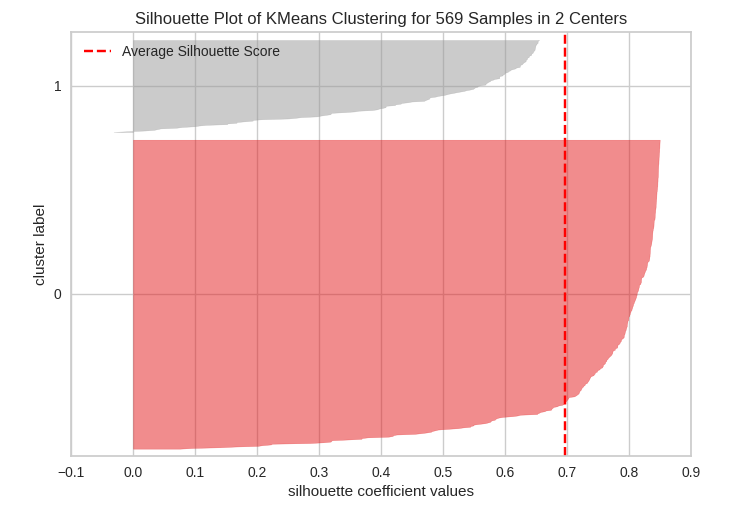 Silhouette Plot of KMeans Clustering for 569 Samples in 2 Centers
Average Silhouette Score
1
0
cluster label
−0.1 0.0 0.1 0.2 0.3 0.4 0.5 0.6 0.7 0.8 0.9
silhouette coefficient values